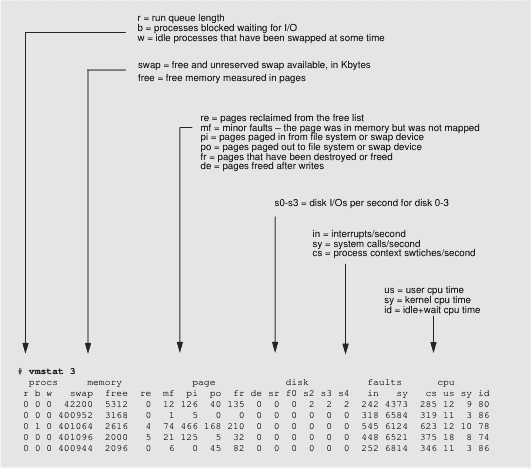 r = run queue length
b = processes blocked waiting for I/O
w = idle processes that have been swapped at some time
swap = free and unreserved swap available, in Kbytes
free = free memory measured in pages
re = pages reclaimed from the free list
mf = minor faults – the page was in memory but was not mapped
pi = pages paged in from file system or swap device
po = pages paged out to file system or swap device
fr = pages that have been destroyed or freed
de = pages freed after writes
s0-s3 = disk I/Os per second for disk 0-3
in = interrupts/second
sy = system calls/second
cs = process context swtiches/second
us = user cpu time
sy = kernel cpu time
id = idle+wait cpu time
# vmstat 3
procs memory page disk faults cpu
r b w swap free re mf pi po fr de sr f0 s2 s3 s4 in sy cs us sy id
0 0 0 42200 5312 0 12 126 40 135 0 0 0 2 2 2 242 4373 285 12 9 80
0 0 0 400952 3168 0 1 5 0 0 0 0 0 0 0 0 318 6584 319 11 3 86
0 1 0 401064 2616 4 74 466 168 210 0 0 0 0 0 0 545 6124 623 12 10 78
0 0 0 401096 2000 5 21 125 5 32 0 0 0 0 0 0 448 6521 375 18 8 74
0 0 0 400944 2096 6 0 45 82 0 0 0 0 0 0 252 6814 346 11 3 86